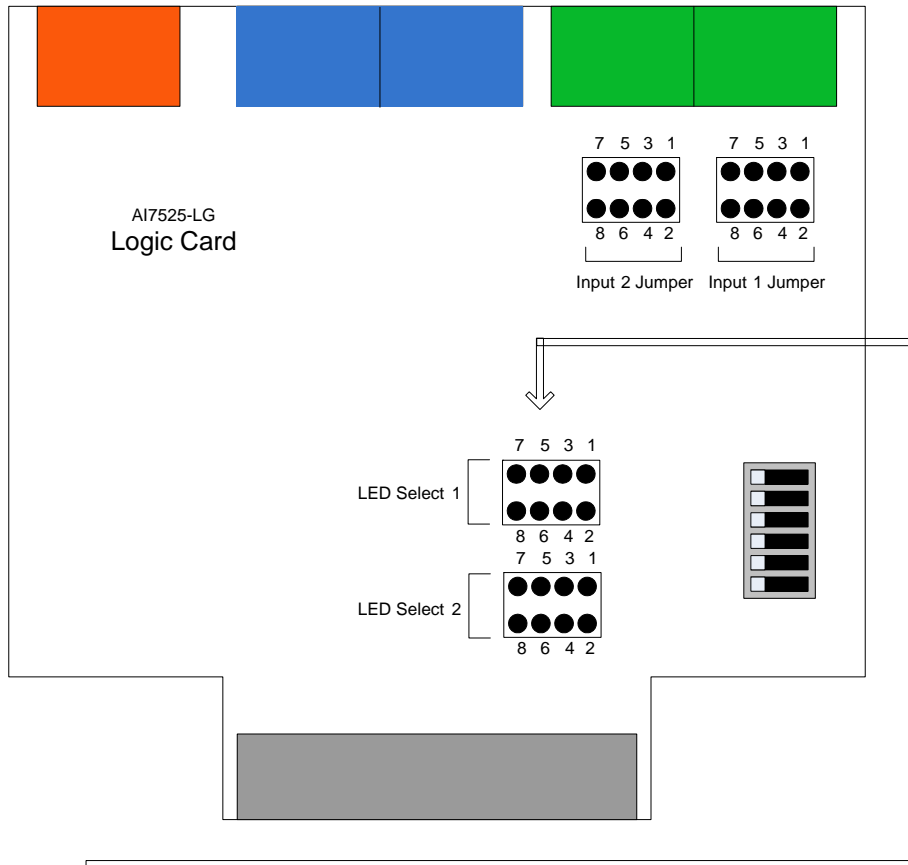 7 5 3 1 7 5 3 1
8 6 4 2 8 6 4 2
Input 2 Jumper Input 1 Jumper
AI7525-LG
Logic Card
7 5 3 1
LED Select 1
8 6 4 2
7 5 3 1
LED Select 2
8 6 4 2